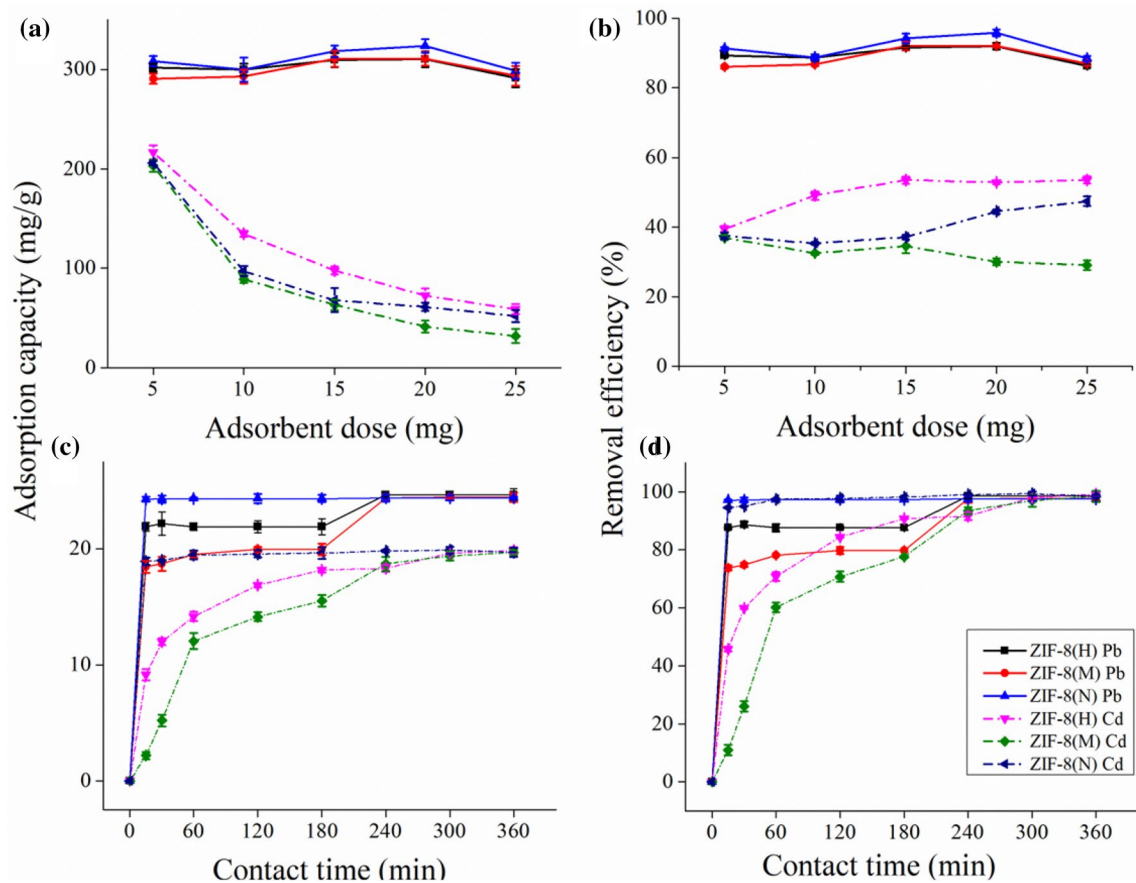 (a)
(b)
Adsorption capacity (mg/g)
Removal efficiency (%)
300
200
100
0
5 10 15 20 25
Adsorbent dose (mg)
100
80
60
40
20
0
5 10 15 20 25
Adsorbent dose (mg)
(c)
(d)
20
10
0
0 60 120 180 240 300 360
Contact time (min)
100
80
60
40
20
0
0 60 120 180 240 300 360
Contact time (min)
ZIF-8(H) Pb
ZIF-8(M) Pb
ZIF-8(N) Pb
ZIF-8(H) Cd
ZIF-8(M) Cd
ZIF-8(N) Cd